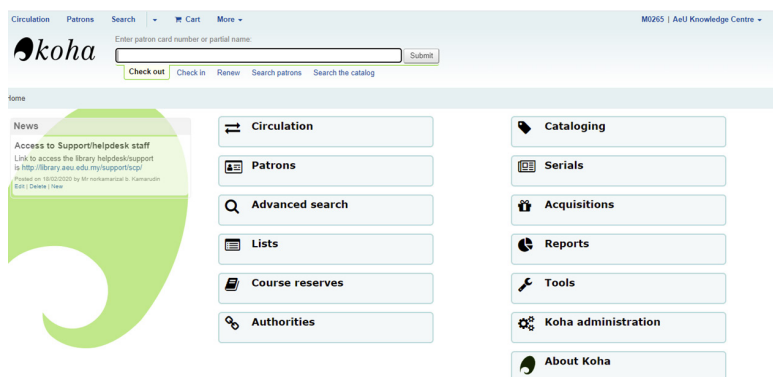 Circulation Patrons Search Cart More M0265 | AeU Knowledge Centre
koha
Enter patron card number or partial name:
Submit
Check out Check in Renew Search patrons Search the catalog
Home
News
Access to Support/helpdesk staff
Link to access the library helpdesk/support
is http://library.aeu.edu.my/support/scp/
Posted on 18/02/2020 by Mr norkamarical b. Kamarudin
Edit | Delete | New
Circulation
Patrons
Advanced search
Lists
Course reserves
Authorities
Cataloging
Serials
Acquisitions
Reports
Tools
Koha administration
About Koha